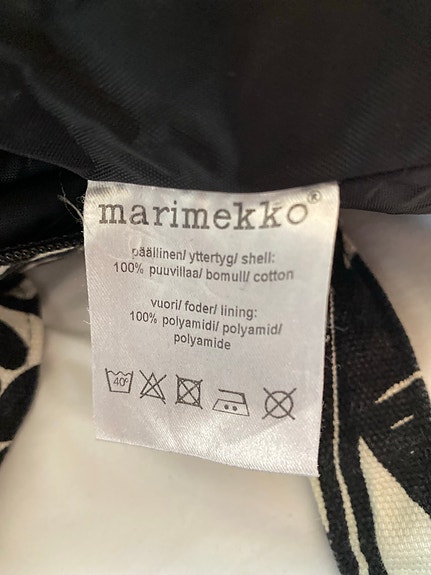 marimekko®
päällinen/ yttertyg/ shell:
100% puuvillaa/ bomull/ cotton
vuori/ foder/ lining:
100% polyamidi/ polyamid/
polyamide
40°